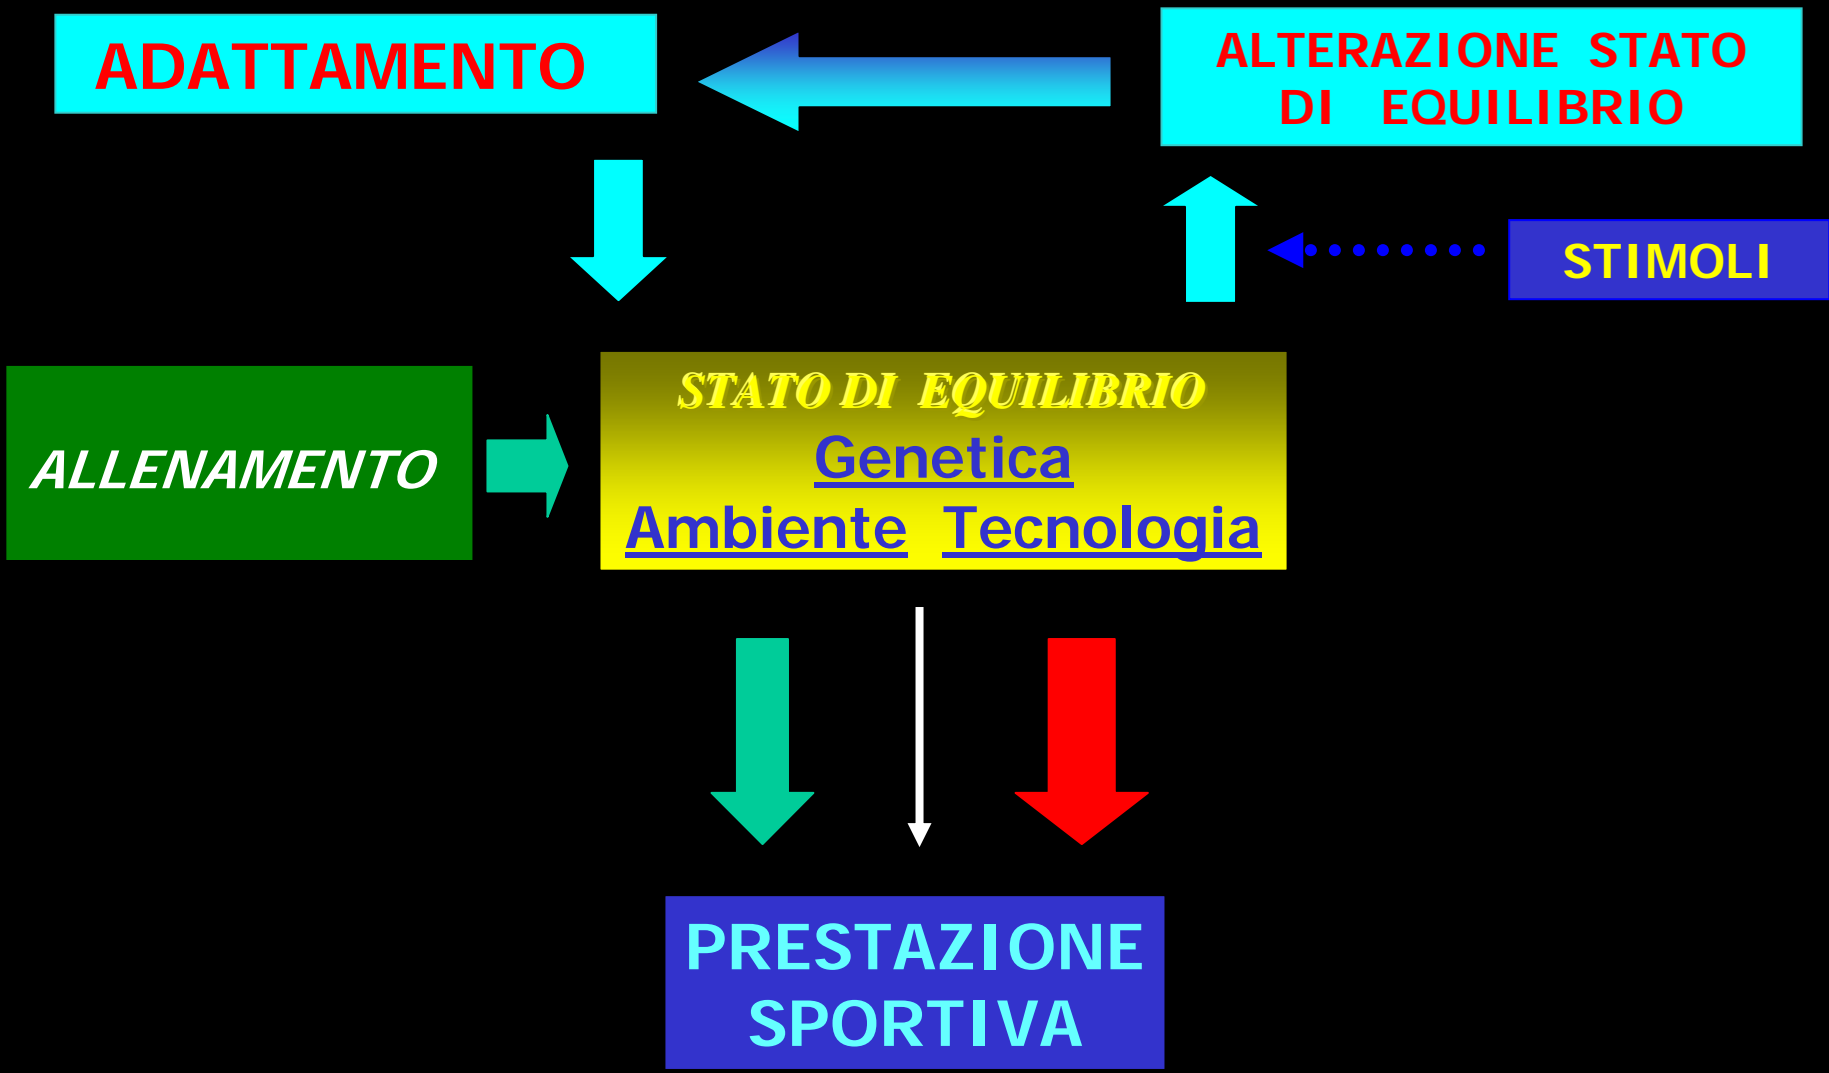 ADATTAMENTO
ALTERAZIONE STATO
DI EQUILIBRIO
STIMOLI
ALLENAMENTO
STATO DI EQUILIBRIO
Genetica
Ambiente Tecnologia
PRESTAZIONE
SPORTIVA